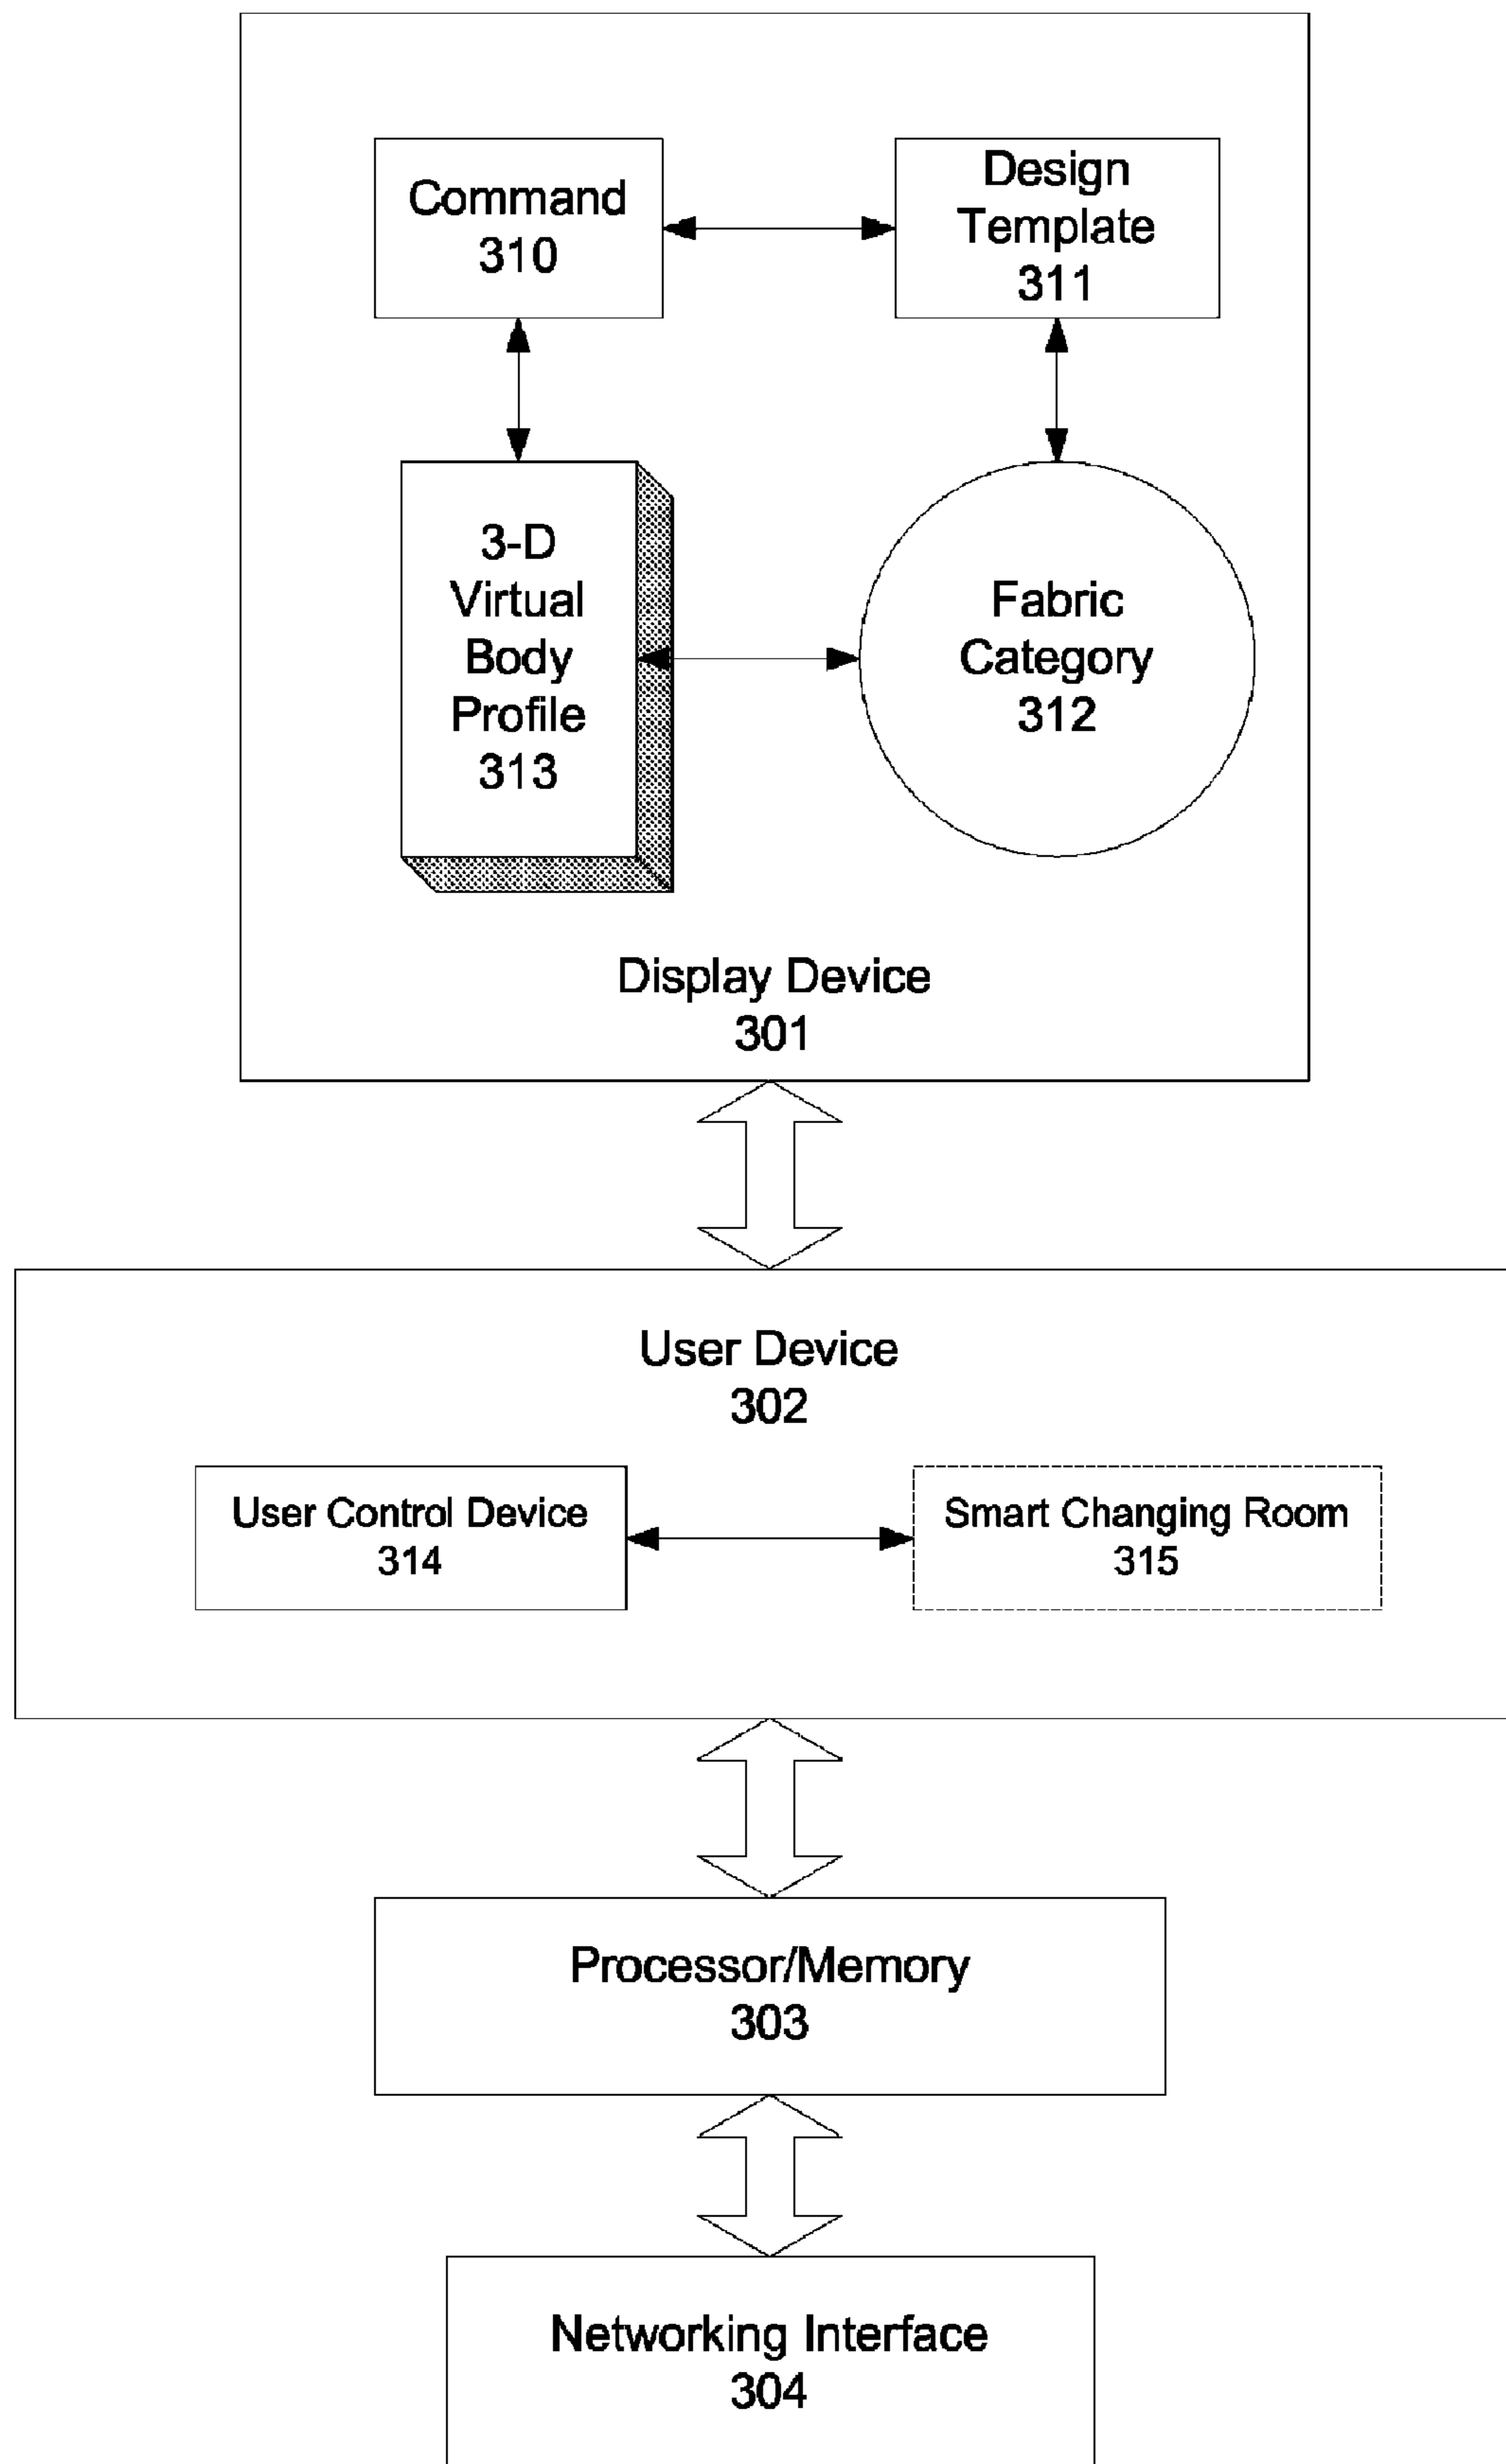 Command
310
Design
Template
311
3-D
Virtual
Body
Profile
313
Fabric
Category
312
Display Device
301
User Device
302
User Control Device
314
Smart Changing Room
315
Processor/Memory
303
Networking Interface
304